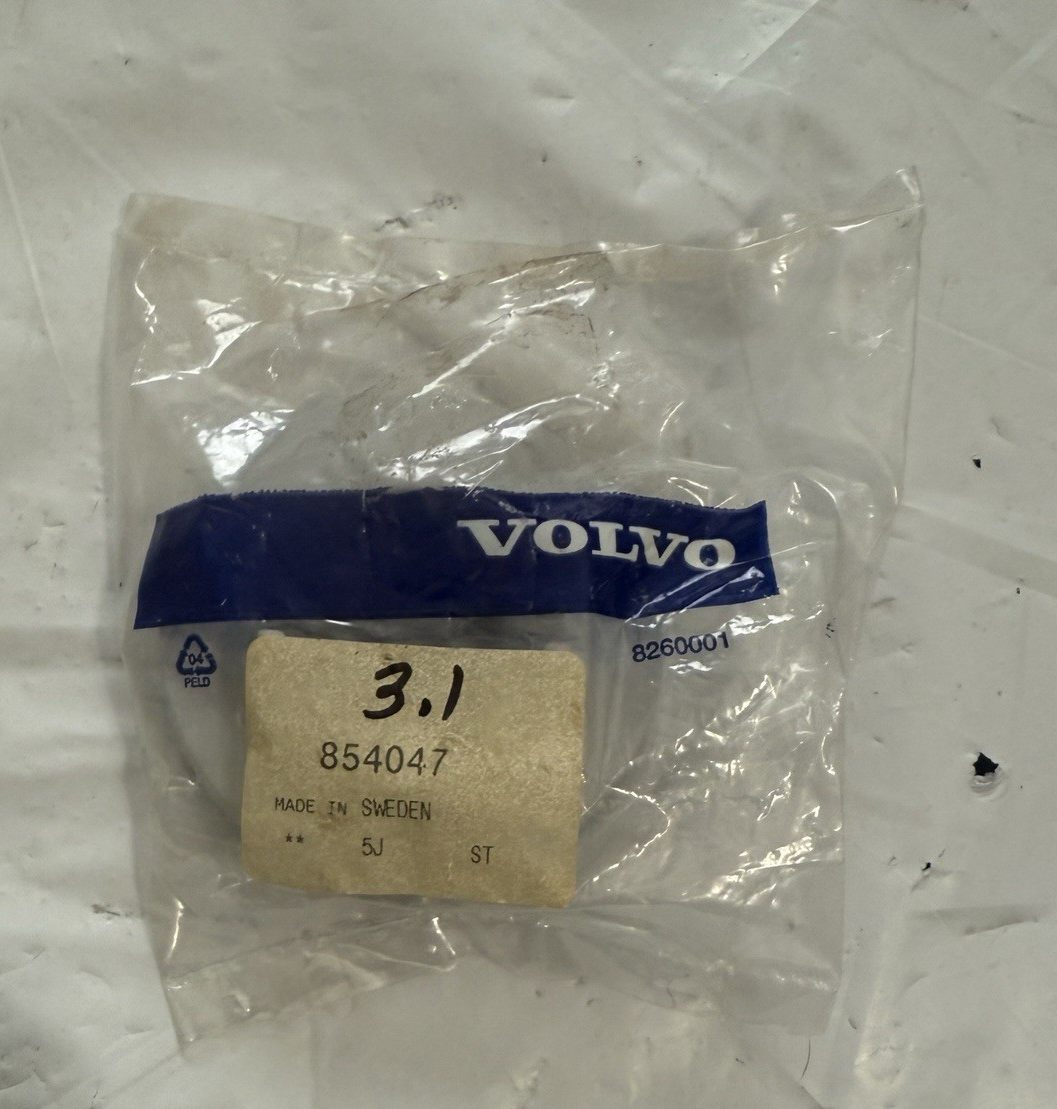 VOLVO
8260001
04
PELD
3.1
854047
MADE IN SWEDEN
** 5J ST